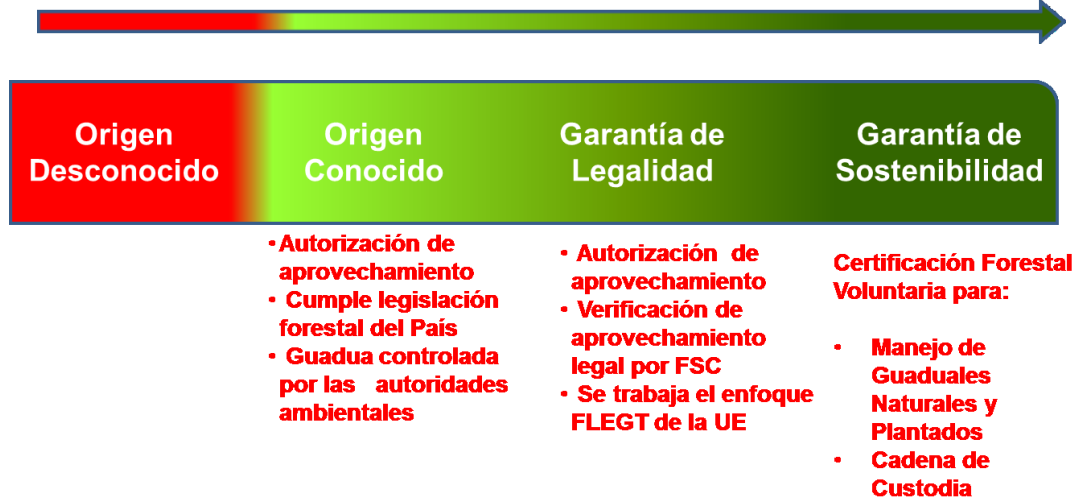 Origen
Desconocido
Origen
Conocido
Garantía de
Legalidad
Garantía de
Sostenibilidad
• Autorización de
aprovechamiento
• Cumple legislación
forestal del País
• Guadua controlada
por las autoridades
ambientales
• Autorización de
aprovechamiento
• Verificación de
aprovechamiento
legal por FSC
• Se trabaja el enfoque
FLEGT de la UE
Certificación Forestal
Voluntaria para:
• Manejo de
Guaduales
Naturales y
Plantados
• Cadena de
Custodia